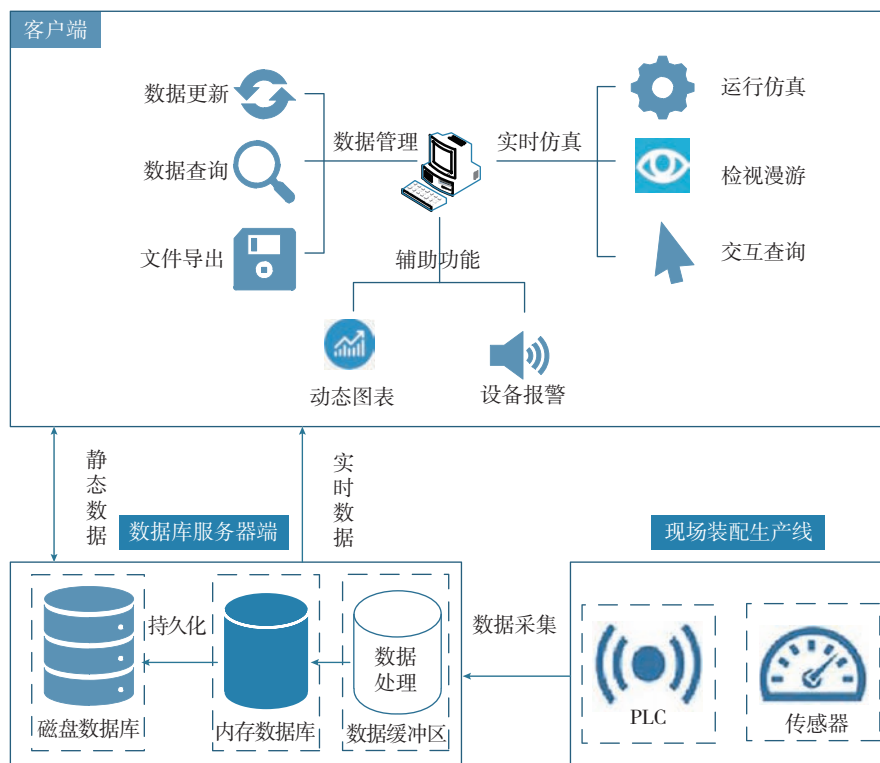 客户端
数据更新
运行仿真
数据管理
实时仿真
数据查询
检视漫游
文件导出
辅助功能
交互查询
动态图表
设备报警
静态数据
实时数据
数据库服务器端
现场装配生产线
持久化
数据采集
数据
处理
磁盘数据库
内存数据库
数据缓冲区
PLC
传感器